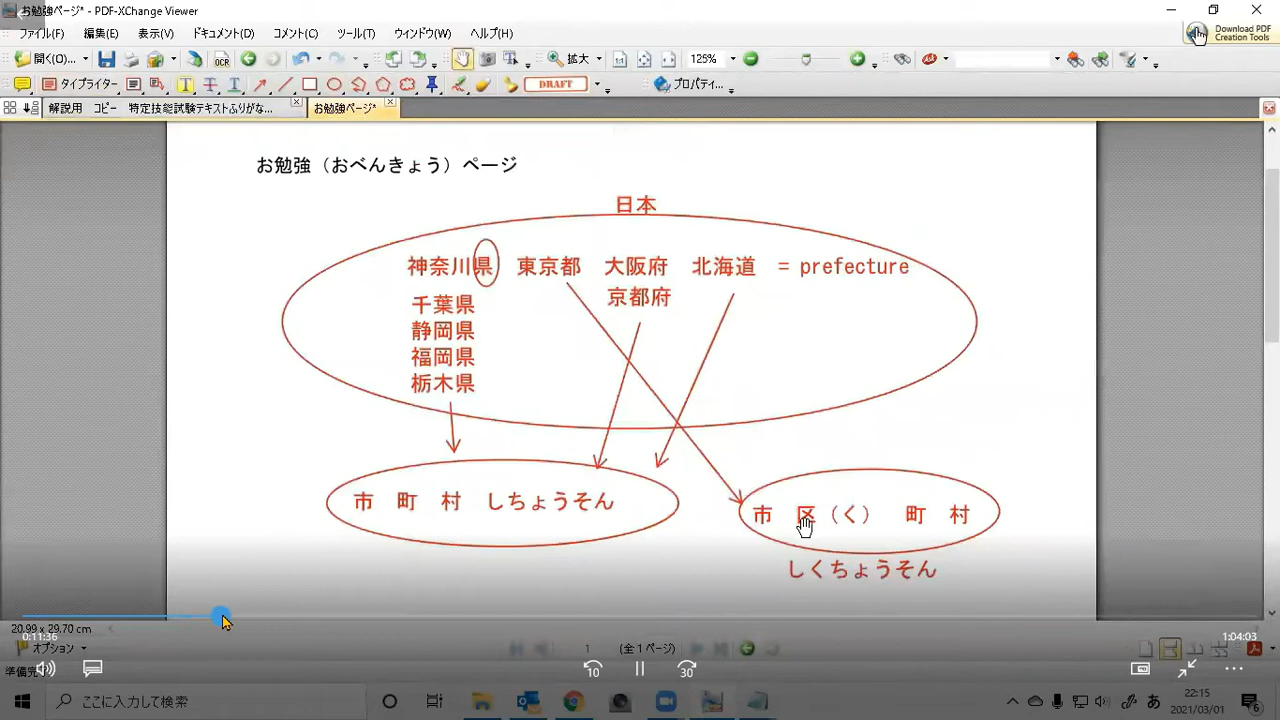 お勉強ページ* - PDF-XChange Viewer
ファイル(F) 編集(E) 表示(V) ドキュメント(D) コメント(C) ツール(T) ウィンドウ(W) ヘルプ(H)
Download PDF
Creation Tools
開く(O)... OCR 拡大 125%
タイプライター DRAFT プロパティ...
解説用 コピー 特定技能試験テキストふりがな... お勉強ページ*
お勉強（おべんきょう）ページ
日本
神奈川県 東京都 大阪府 北海道 = prefecture
京都府
千葉県
静岡県
福岡県
栃木県
市 町 村 しちょうそん
市 区（く） 町 村
しくちょうそん
20.99 x 29.70 cm
0:11:36 1:04:03
オプション 1 (全 1 ページ)
10 30
ここに入力して検索
あ 22:15
2021/03/01
6